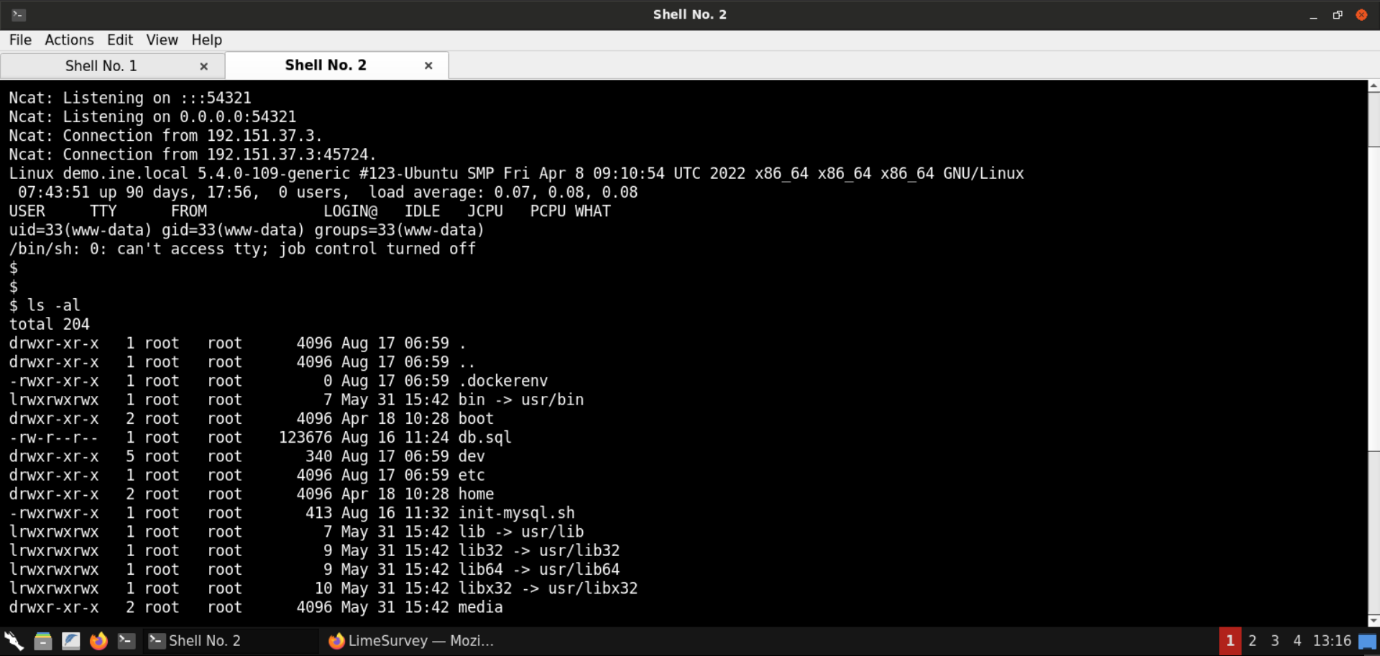 Shell No. 2
File Actions Edit View Help
Shell No. 1 × Shell No. 2 ×
Ncat: Listening on :::54321
Ncat: Listening on 0.0.0.0:54321
Ncat: Connection from 192.151.37.3.
Ncat: Connection from 192.151.37.3:45724.
Linux demo.ine.local 5.4.0-109-generic #123-Ubuntu SMP Fri Apr 8 09:10:54 UTC 2022 x86_64 x86_64 x86_64 GNU/Linux
 07:43:51 up 90 days, 17:56,  0 users,  load average: 0.07, 0.08, 0.08
USER     TTY      FROM             LOGIN@   IDLE   JCPU   PCPU WHAT
uid=33(www-data) gid=33(www-data) groups=33(www-data)
/bin/sh: 0: can't access tty; job control turned off
$
$
$ ls -al
total 204
drwxr-xr-x   1 root   root      4096 Aug 17 06:59 .
drwxr-xr-x   1 root   root      4096 Aug 17 06:59 ..
-rwxr-xr-x   1 root   root         0 Aug 17 06:59 .dockerenv
lrwxrwxrwx   1 root   root         7 May 31 15:42 bin -> usr/bin
drwxr-xr-x   2 root   root      4096 Apr 18 10:28 boot
-rw-r--r--   1 root   root    123676 Aug 16 11:24 db.sql
drwxr-xr-x   5 root   root       340 Aug 17 06:59 dev
drwxr-xr-x   1 root   root      4096 Aug 17 06:59 etc
drwxr-xr-x   2 root   root      4096 Apr 18 10:28 home
-rwxr-xr-x   1 root   root       413 Aug 16 11:32 init-mysql.sh
lrwxrwxrwx   1 root   root         7 May 31 15:42 lib -> usr/lib
lrwxrwxrwx   1 root   root         9 May 31 15:42 lib32 -> usr/lib32
lrwxrwxrwx   1 root   root         9 May 31 15:42 lib64 -> usr/lib64
lrwxrwxrwx   1 root   root        10 May 31 15:42 libx32 -> usr/libx32
drwxr-xr-x   2 root   root      4096 May 31 15:42 media
Shell No. 2 LimeSurvey — Mozi... 1 2 3 4 13:16